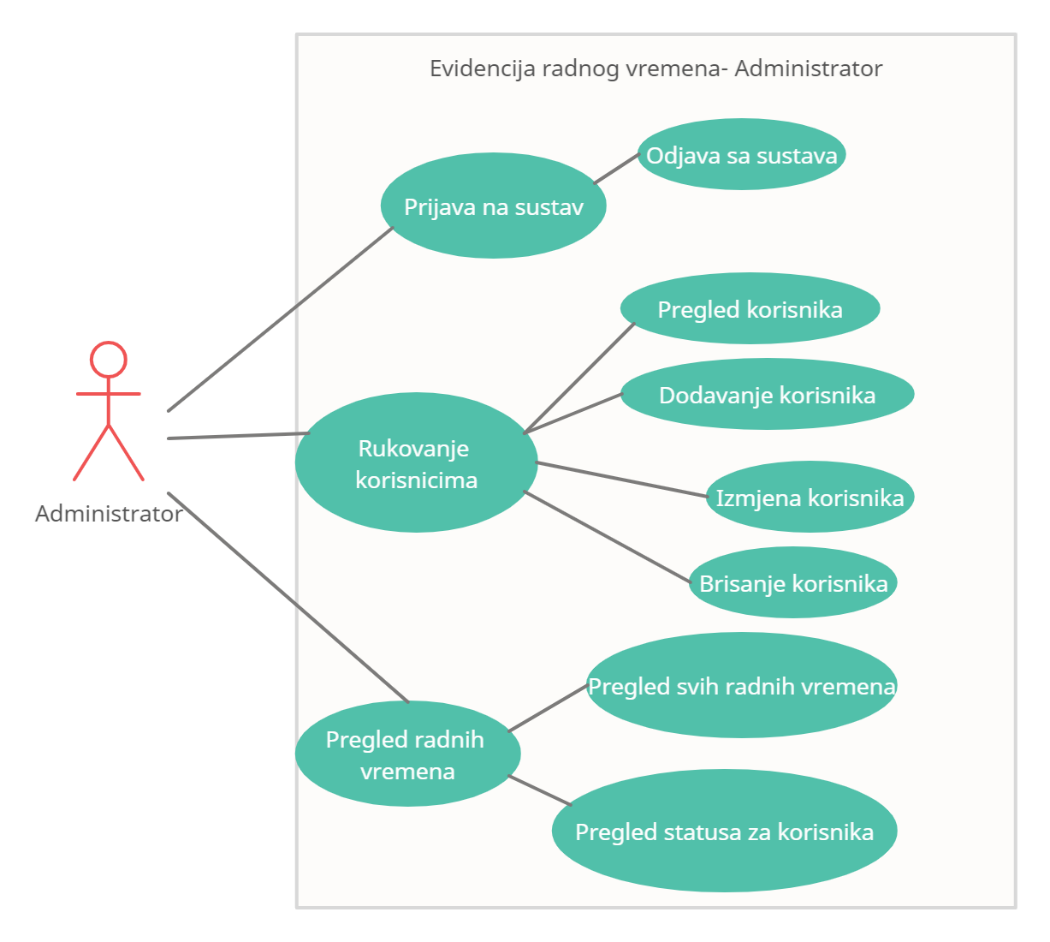 Evidencija radnog vremena- Administrator
Odjava sa sustava
Prijava na sustav
Pregled korisnika
Dodavanje korisnika
Rukovanje
korisnicima
Izmjena korisnika
Administrator
Brisanje korisnika
Pregled svih radnih vremena
Pregled radnih
vremena
Pregled statusa za korisnika